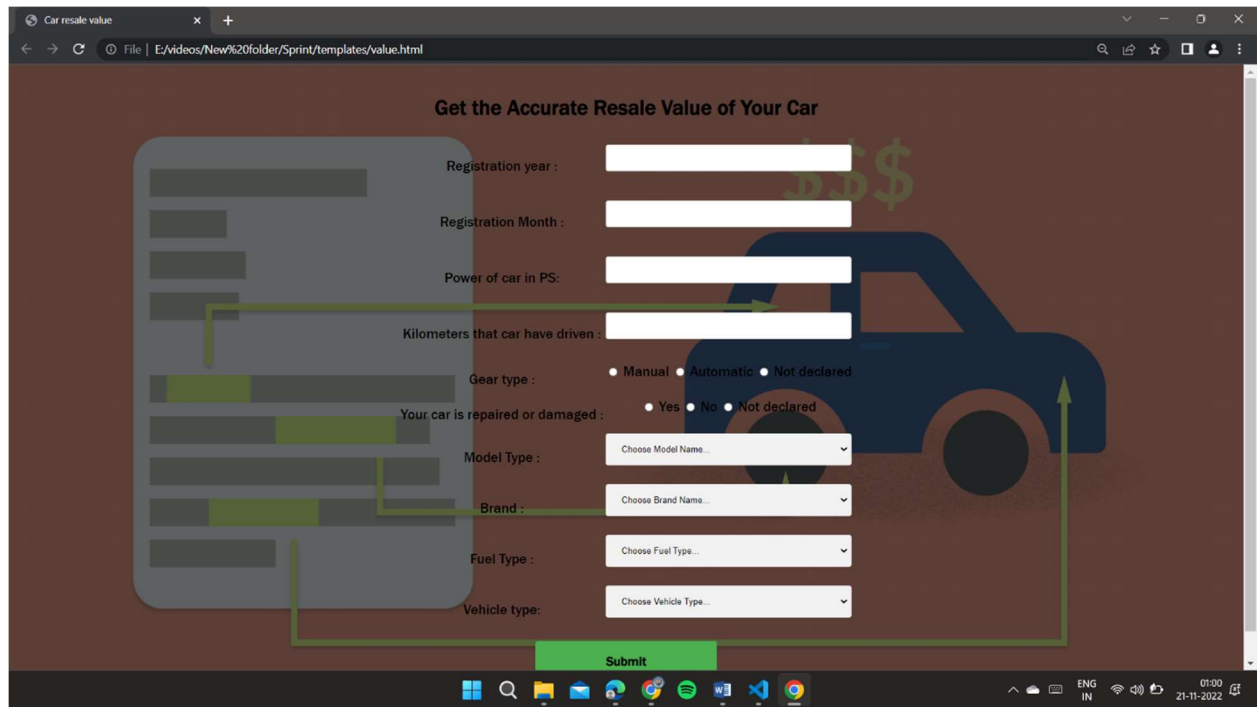 Car resale value
File | E:/videos/New%20folder/Sprint/templates/value.html
Get the Accurate Resale Value of Your Car
$$$
Registration year :
Registration Month :
Power of car in PS:
Kilometers that car have driven :
Gear type : Manual Automatic Not declared
Your car is repaired or damaged : Yes No Not declared
Model Type : Choose Model Name...
Brand : Choose Brand Name...
Fuel Type : Choose Fuel Type...
Vehicle type: Choose Vehicle Type...
Submit
ENG 01:00
IN 21-11-2022